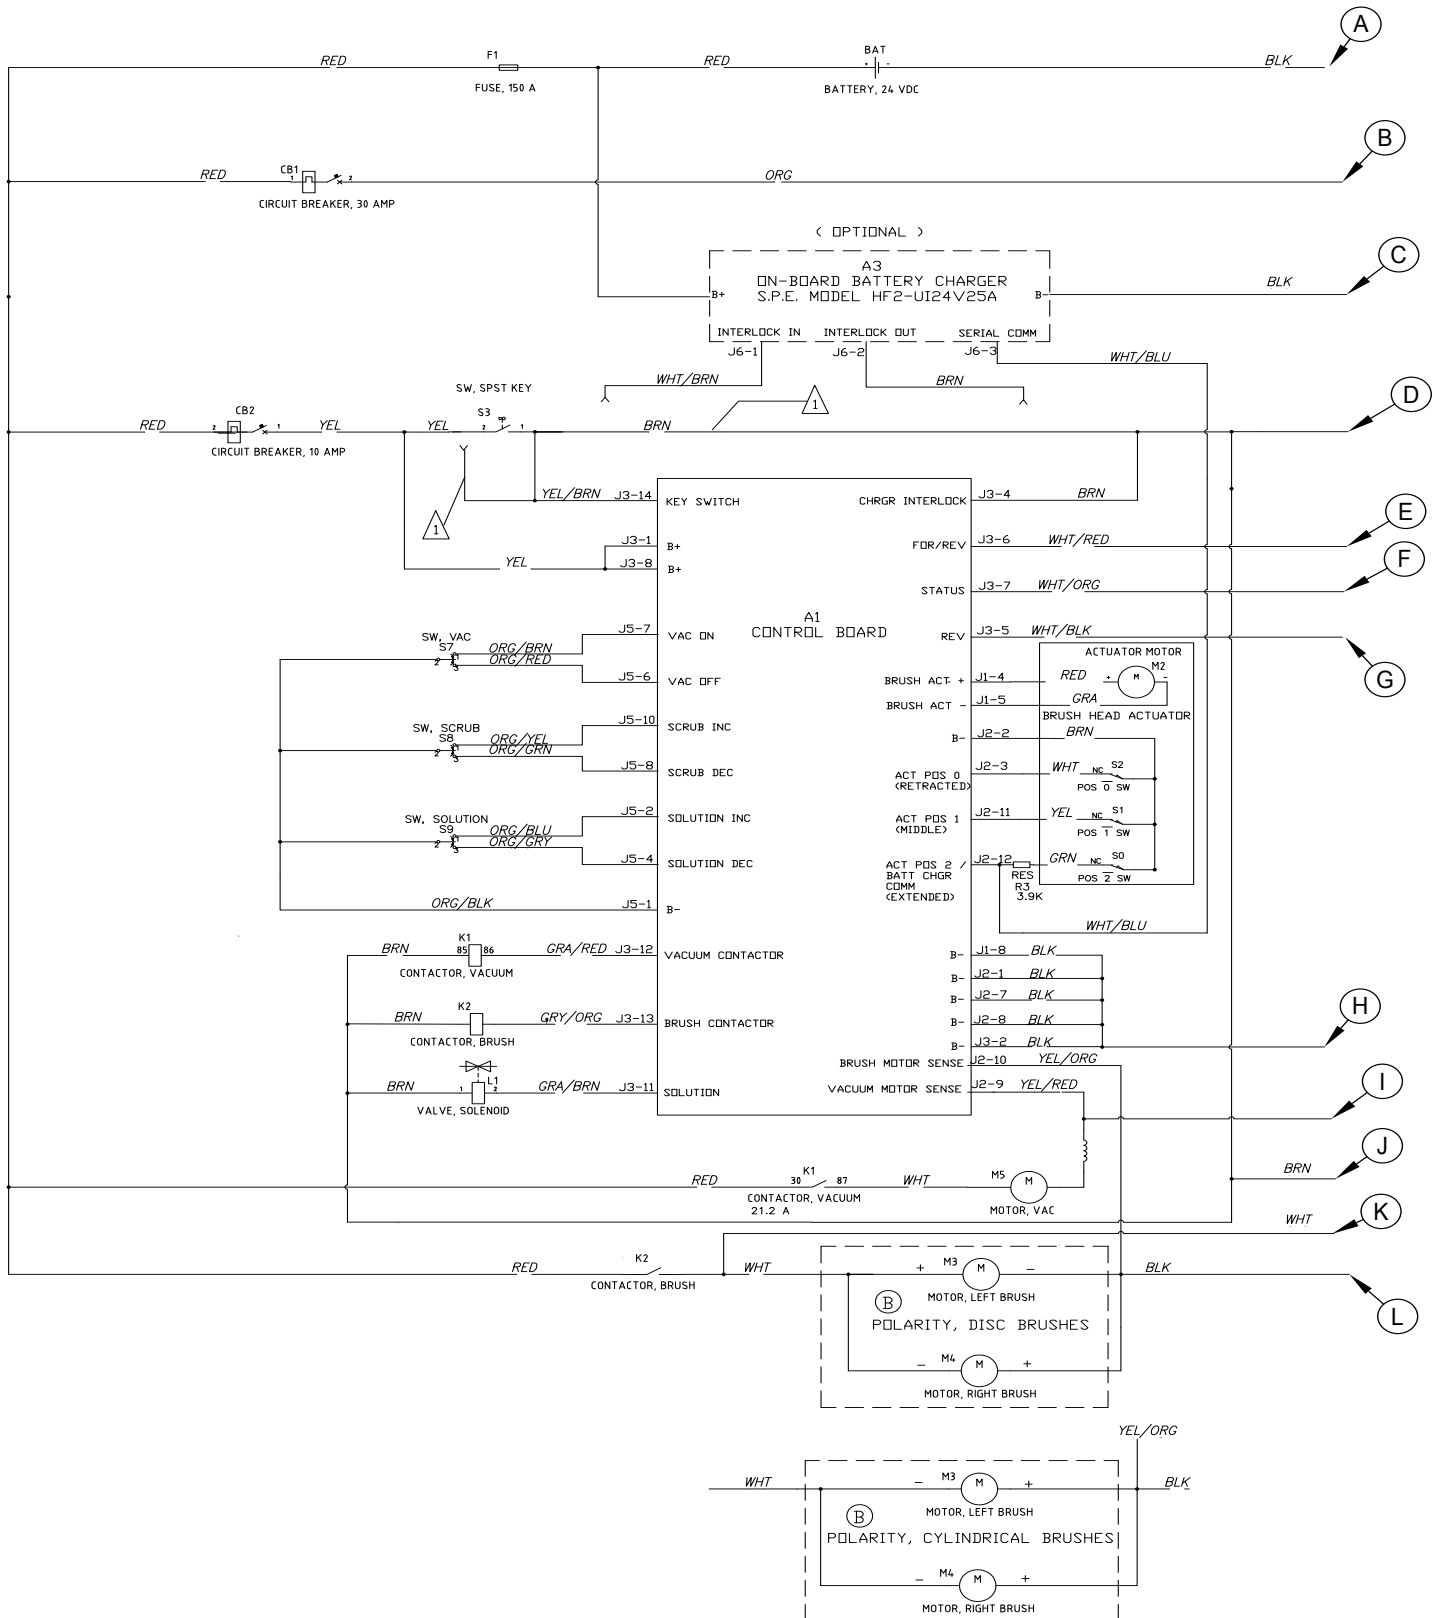 A
RED
F1
RED
BAT
+ -
BLK
FUSE, 150 A
BATTERY, 24 VDC
B
RED
CB1
1 2
ORG
CIRCUIT BREAKER, 30 AMP
( OPTIONAL )
C
A3
ON-BOARD BATTERY CHARGER
S.P.E. MODEL HF2-UI24V25A
B+
B-
BLK
INTERLOCK IN INTERLOCK OUT SERIAL COMM
J6-1 J6-2 J6-3
WHT/BLU
WHT/BRN
BRN
SW, SPST KEY
1
D
RED
CB2
2 1
YEL
YEL
S3
2 1
BRN
CIRCUIT BREAKER, 10 AMP
YEL/BRN J3-14 KEY SWITCH
CHRGR INTERLOCK J3-4 BRN
1
E
J3-1 B+
FOR/REV J3-6 WHT/RED
YEL J3-8 B+
F
STATUS J3-7 WHT/ORG
A1
CONTROL BOARD
SW, VAC
S7
2 1 3
ORG/BRN
ORG/RED
J5-7 VAC ON
J5-6 VAC OFF
REV J3-5 WHT/BLK
G
ACTUATOR MOTOR
BRUSH ACT + J1-4 RED + M M2 -
BRUSH ACT - J1-5 GRA
BRUSH HEAD ACTUATOR
SW, SCRUB
S8
2 1 3
ORG/YEL
ORG/GRN
J5-10 SCRUB INC
J5-8 SCRUB DEC
B- J2-2 BRN
ACT POS 0
(RETRACTED)
J2-3 WHT NC S2
POS 0 SW
SW, SOLUTION
S9
2 1 3
ORG/BLU
ORG/GRY
J5-2 SOLUTION INC
J5-4 SOLUTION DEC
ACT POS 1
(MIDDLE)
J2-11 YEL NC S1
POS 1 SW
ACT POS 2 /
BATT CHGR
COMM
(EXTENDED)
J2-12 GRN NC S0
POS 2 SW
RES
R3
3.9K
ORG/BLK J5-1 B-
WHT/BLU
BRN
K1
85 86
GRA/RED J3-12 VACUUM CONTACTOR
CONTACTOR, VACUUM
B- J1-8 BLK
B- J2-1 BLK
B- J2-7 BLK
B- J2-8 BLK
B- J3-2 BLK
H
BRN
K2
GRY/ORG J3-13 BRUSH CONTACTOR
CONTACTOR, BRUSH
BRUSH MOTOR SENSE J2-10 YEL/ORG
VACUUM MOTOR SENSE J2-9 YEL/RED
BRN
L1
1 2
GRA/BRN J3-11 SOLUTION
VALVE, SOLENOID
I
J
BRN
RED
K1
30 87
WHT
M5
M
CONTACTOR, VACUUM
21.2 A
MOTOR, VAC
WHT
K
RED
K2
CONTACTOR, BRUSH
WHT
+ M3 M -
BLK
MOTOR, LEFT BRUSH
L
B
POLARITY, DISC BRUSHES
- M4 M +
MOTOR, RIGHT BRUSH
YEL/ORG
WHT
- M3 M +
BLK
MOTOR, LEFT BRUSH
B
POLARITY, CYLINDRICAL BRUSHES
- M4 M +
MOTOR, RIGHT BRUSH